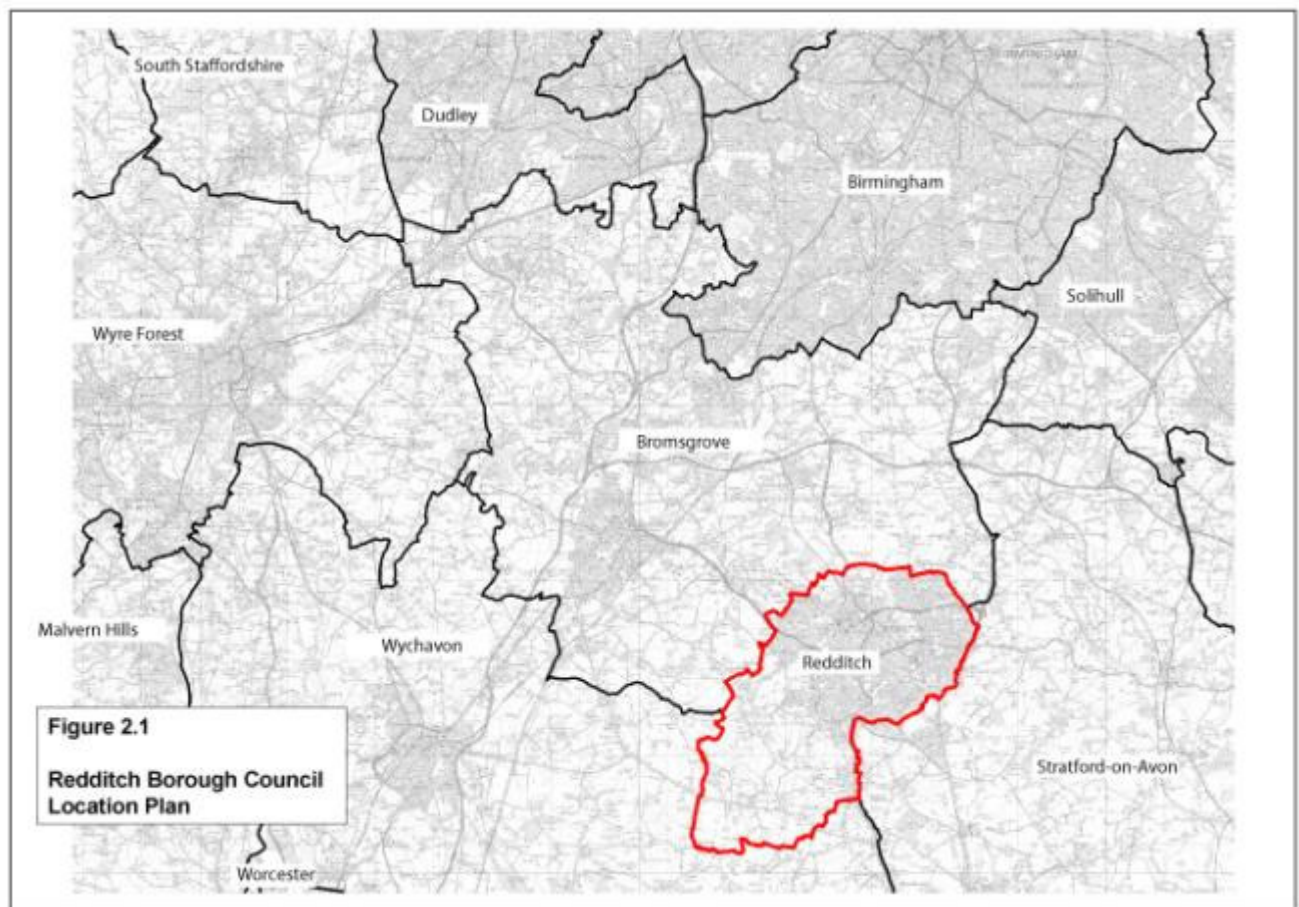 South Staffordshire
Dudley
Birmingham
Solihull
Wyre Forest
Bromsgrove
Malvern Hills
Wychavon
Redditch
Figure 2.1
Redditch Borough Council
Location Plan
Stratford-on-Avon
Worcester